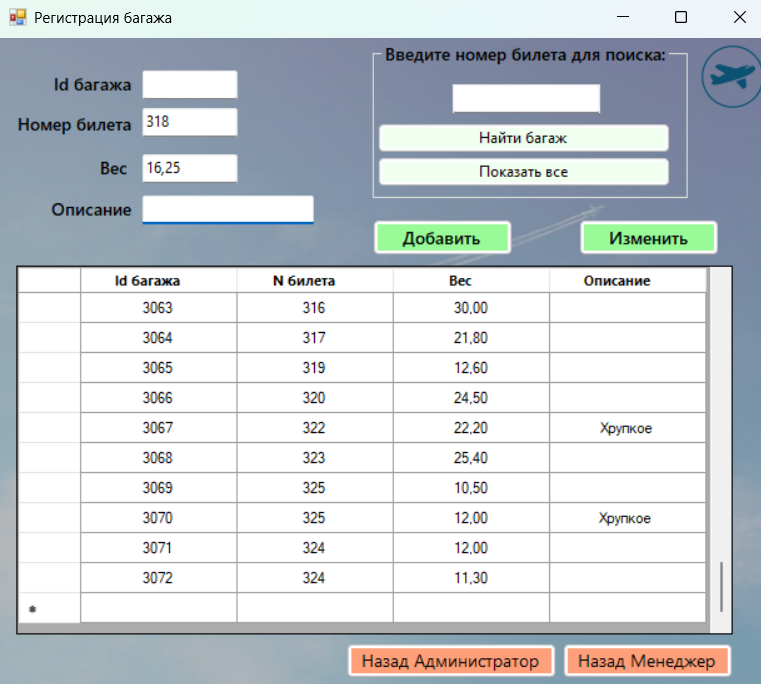 Регистрация багажа
Id багажа
Номер билета 318
Вес 16,25
Описание
Введите номер билета для поиска:
Найти багаж
Показать все
Добавить Изменить
Id багажа N билета Вес Описание
3063 316 30,00
3064 317 21,80
3065 319 12,60
3066 320 24,50
3067 322 22,20 Хрупкое
3068 323 25,40
3069 325 10,50
3070 325 12,00 Хрупкое
3071 324 12,00
3072 324 11,30
Назад Администратор Назад Менеджер